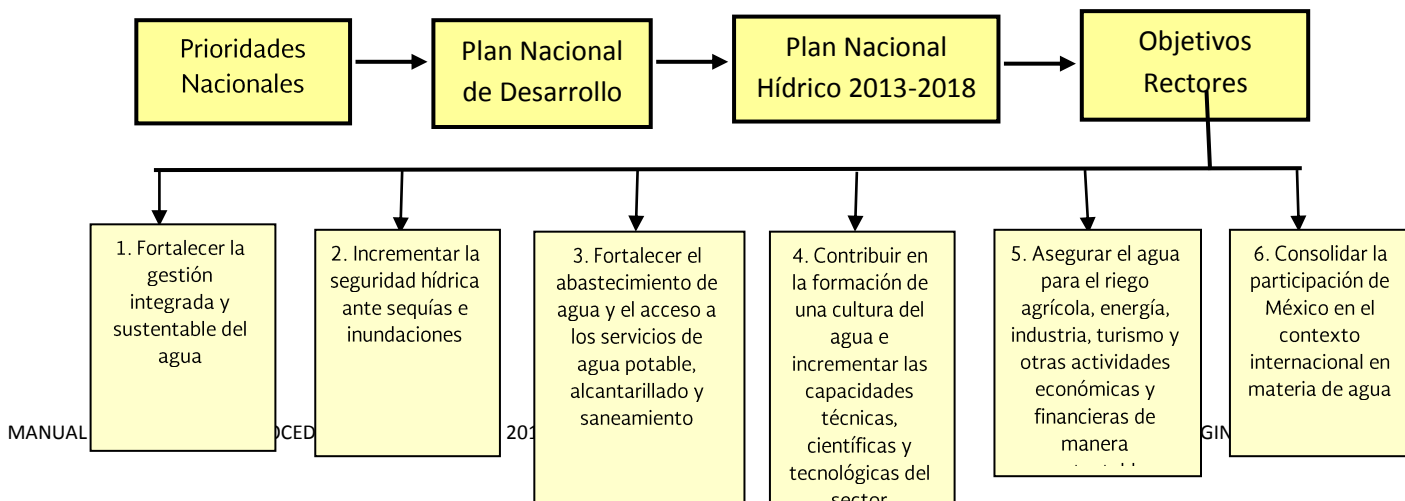 Prioridades
Nacionales
Plan Nacional
de Desarrollo
Plan Nacional
Hídrico 2013-2018
Objetivos
Rectores
1. Fortalecer la
gestión
integrada y
sustentable del
agua
2. Incrementar la
seguridad hídrica
ante sequías e
inundaciones
3. Fortalecer el
abastecimiento de
agua y el acceso a
los servicios de
agua potable,
alcantarillado y
saneamiento
4. Contribuir en
la formación de
una cultura del
agua e
incrementar las
capacidades
técnicas,
científicas y
tecnológicas del
sector
5. Asegurar el agua
para el riego
agrícola, energía,
industria, turismo y
otras actividades
económicas y
financieras de
manera
6. Consolidar la
participación de
México en el
contexto
internacional en
materia de agua
MANUAL